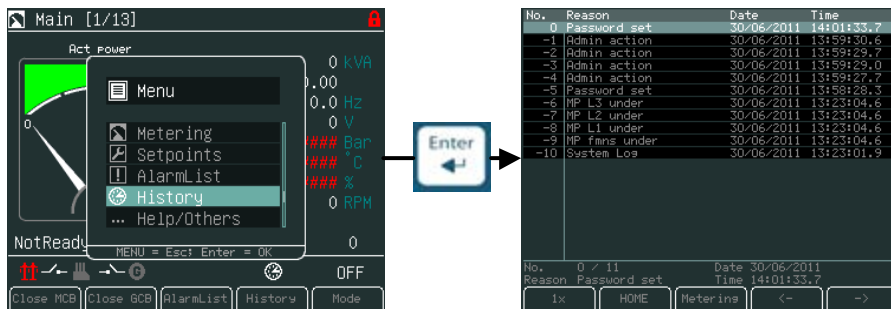 Main [1/13]
Act power
0 kVA
0.00
0.0 Hz
0 V
#### Bar
#### °C
#### %
0 RPM
0
Menu
Metering
Setpoints
AlarmList
History
... Help/Others
MENU = Esc; Enter = OK
NotReady
0
G
OFF
Close MCB Close GCB AlarmList History Mode
Enter
No. Reason Date Time
0 Password set 30/06/2011 14:01:33.7
-1 Admin action 30/06/2011 13:59:30.6
-2 Admin action 30/06/2011 13:59:29.7
-3 Admin action 30/06/2011 13:59:29.0
-4 Admin action 30/06/2011 13:59:27.7
-5 Password set 30/06/2011 13:58:28.3
-6 MP L3 under 30/06/2011 13:23:04.6
-7 MP L2 under 30/06/2011 13:23:04.6
-8 MP L1 under 30/06/2011 13:23:04.6
-9 MP fmns under 30/06/2011 13:23:04.6
-10 System Log 30/06/2011 13:23:01.9
No. 0 / 11 Date 30/06/2011
Reason Password set Time 14:01:33.7
1x HOME Metering <- ->